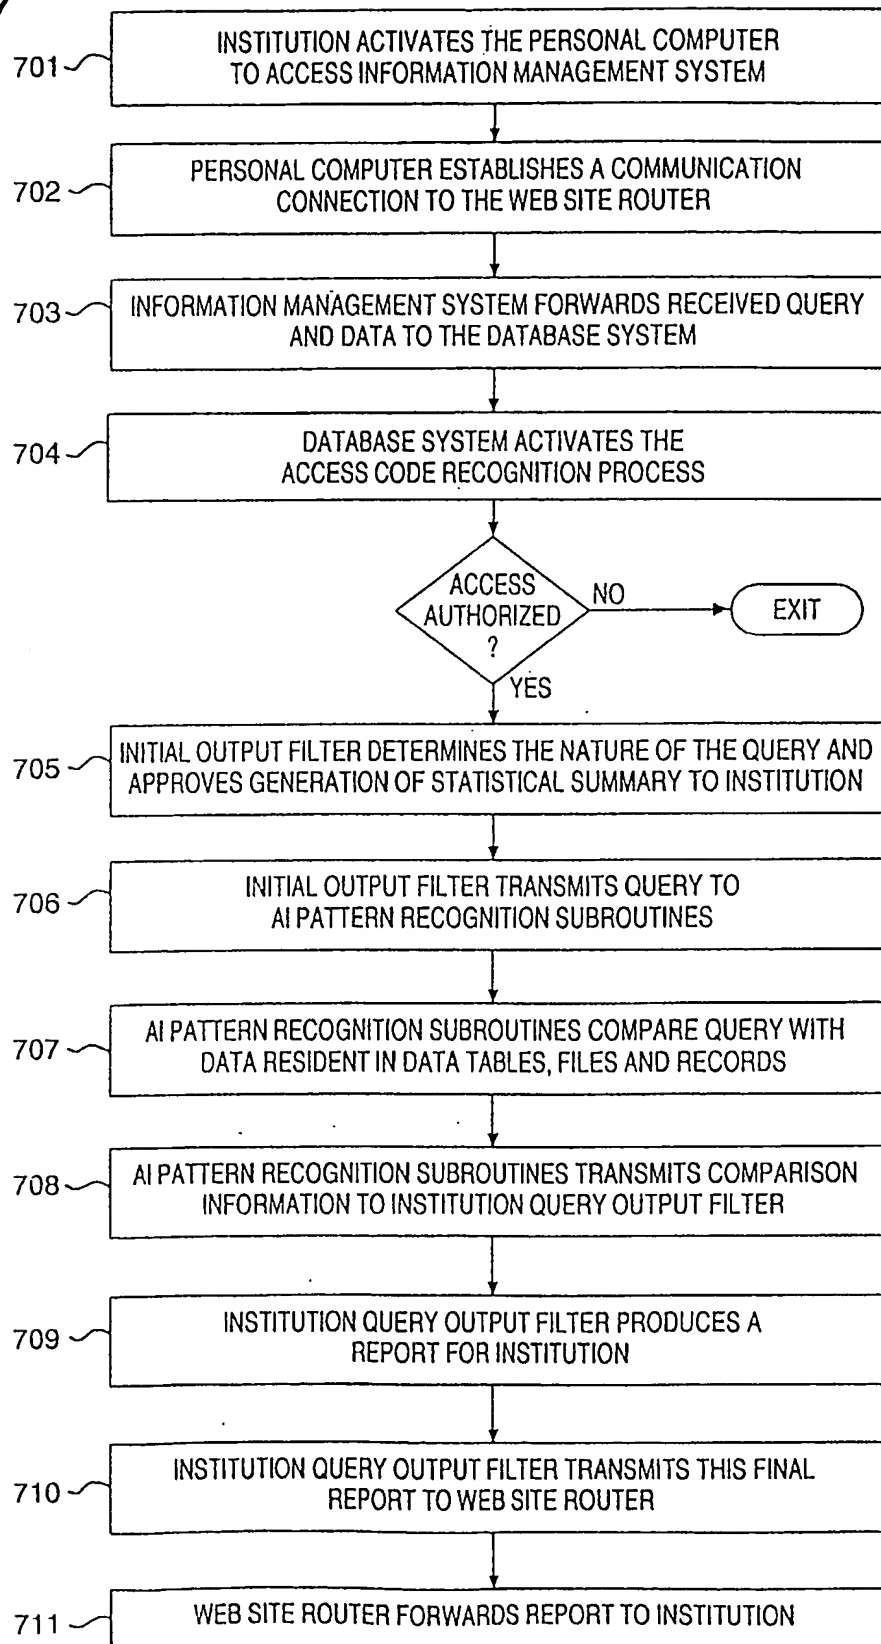 701
INSTITUTION ACTIVATES THE PERSONAL COMPUTER
TO ACCESS INFORMATION MANAGEMENT SYSTEM
702
PERSONAL COMPUTER ESTABLISHES A COMMUNICATION
CONNECTION TO THE WEB SITE ROUTER
703
INFORMATION MANAGEMENT SYSTEM FORWARDS RECEIVED QUERY
AND DATA TO THE DATABASE SYSTEM
704
DATABASE SYSTEM ACTIVATES THE
ACCESS CODE RECOGNITION PROCESS
ACCESS
AUTHORIZED
?
NO
EXIT
YES
705
INITIAL OUTPUT FILTER DETERMINES THE NATURE OF THE QUERY AND
APPROVES GENERATION OF STATISTICAL SUMMARY TO INSTITUTION
706
INITIAL OUTPUT FILTER TRANSMITS QUERY TO
AI PATTERN RECOGNITION SUBROUTINES
707
AI PATTERN RECOGNITION SUBROUTINES COMPARE QUERY WITH
DATA RESIDENT IN DATA TABLES, FILES AND RECORDS
708
AI PATTERN RECOGNITION SUBROUTINES TRANSMITS COMPARISON
INFORMATION TO INSTITUTION QUERY OUTPUT FILTER
709
INSTITUTION QUERY OUTPUT FILTER PRODUCES A
REPORT FOR INSTITUTION
710
INSTITUTION QUERY OUTPUT FILTER TRANSMITS THIS FINAL
REPORT TO WEB SITE ROUTER
711
WEB SITE ROUTER FORWARDS REPORT TO INSTITUTION